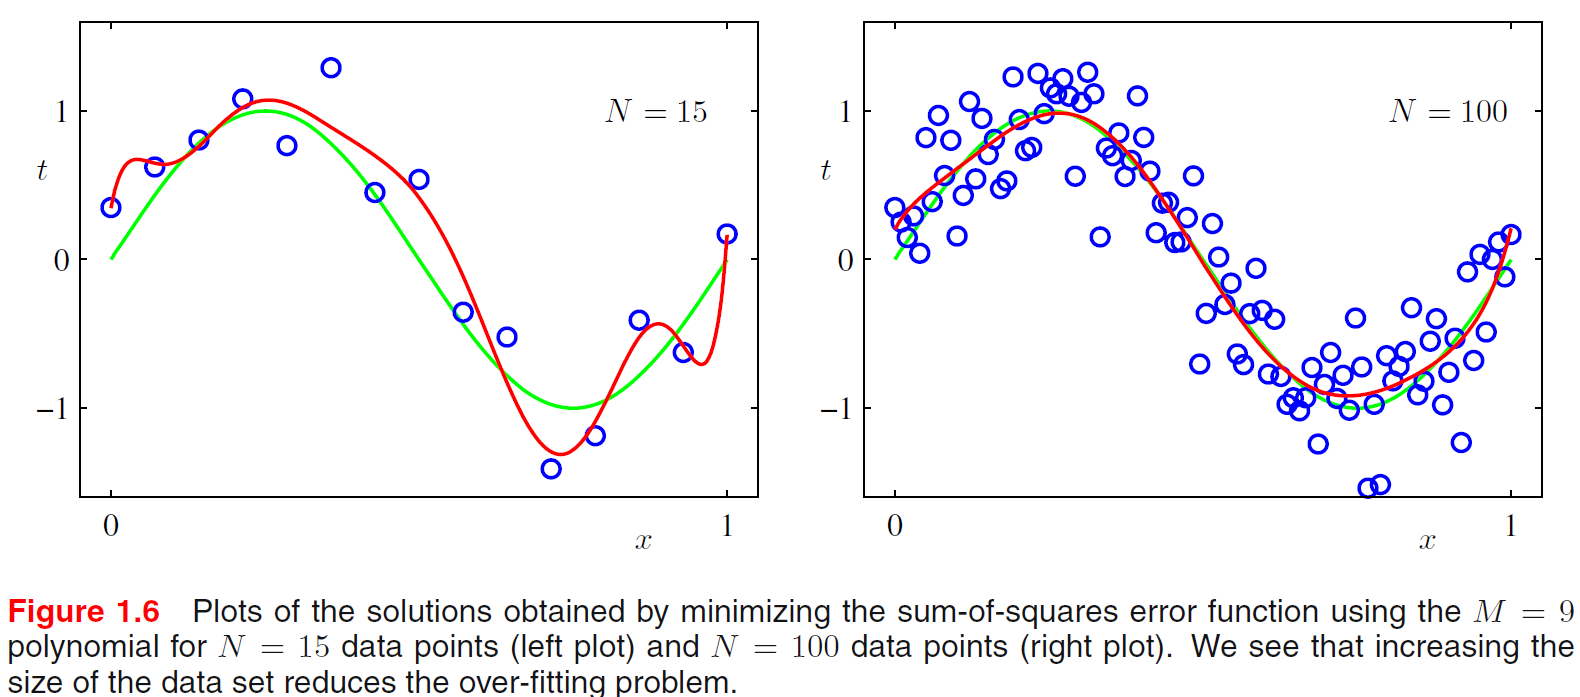 N = 15
1
t
0
−1
0
1
x
N = 100
1
t
0
−1
0
1
x
Figure 1.6 Plots of the solutions obtained by minimizing the sum-of-squares error function using the M = 9
polynomial for N = 15 data points (left plot) and N = 100 data points (right plot). We see that increasing the
size of the data set reduces the over-fitting problem.